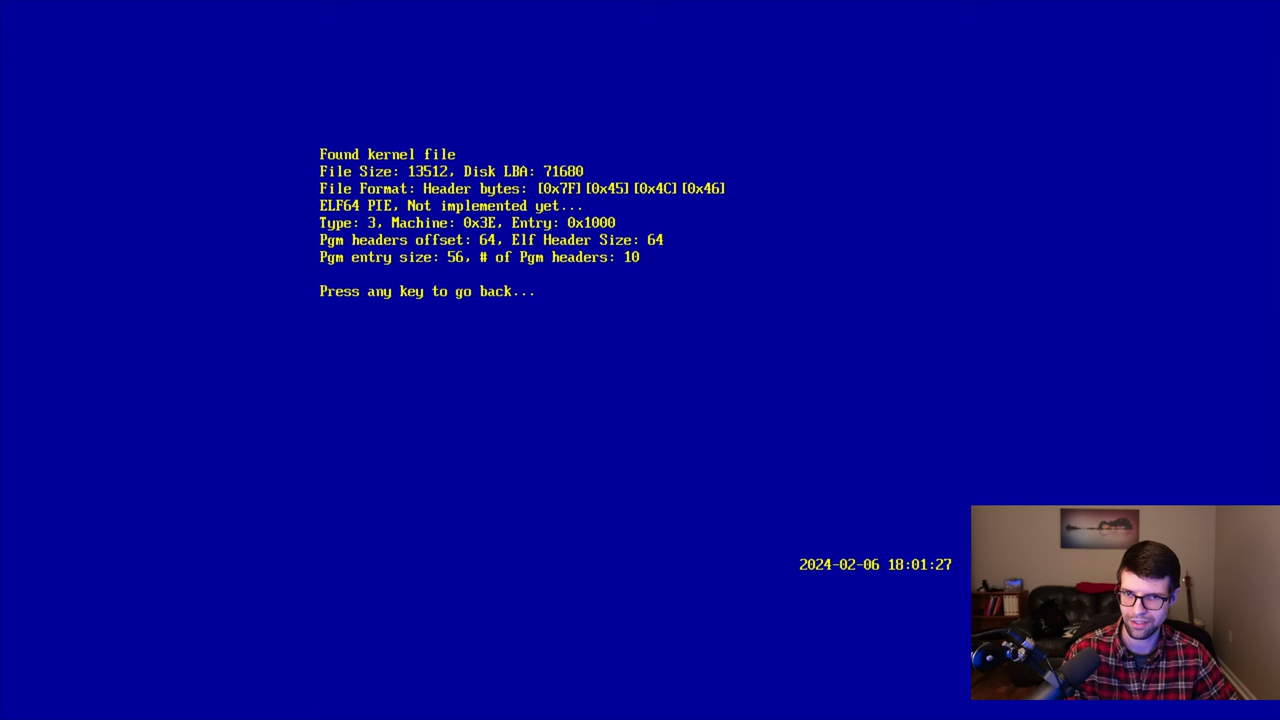 Found kernel file
File Size: 13512, Disk LBA: 71680
File Format: Header bytes: [0x7F][0x45][0x4C][0x46]
ELF64 PIE, Not implemented yet...
Type: 3, Machine: 0x3E, Entry: 0x1000
Pgm headers offset: 64, Elf Header Size: 64
Pgm entry size: 56, # of Pgm headers: 10
Press any key to go back...
2024-02-06 18:01:27